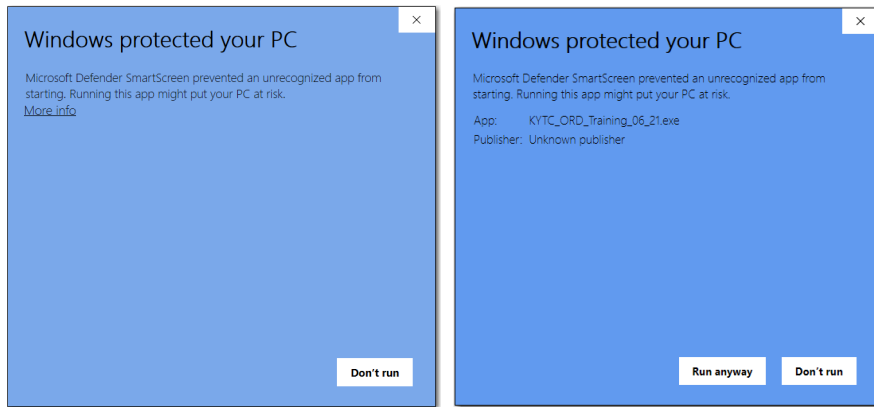 Windows protected your PC
Microsoft Defender SmartScreen prevented an unrecognized app from
starting. Running this app might put your PC at risk.
More info
Don't run
Windows protected your PC
Microsoft Defender SmartScreen prevented an unrecognized app from
starting. Running this app might put your PC at risk.
App: KYTC_ORD_Training_06_21.exe
Publisher: Unknown publisher
Run anyway Don't run